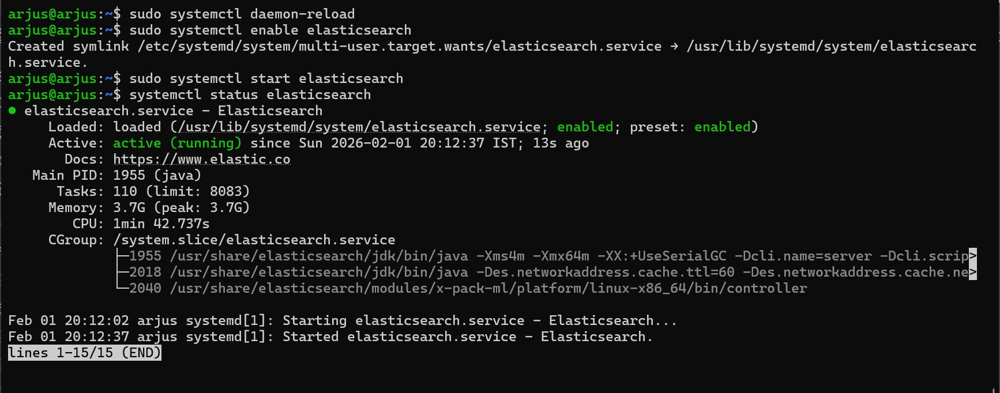 arjus@arjus:~$ sudo systemctl daemon-reload
arjus@arjus:~$ sudo systemctl enable elasticsearch
Created symlink /etc/systemd/system/multi-user.target.wants/elasticsearch.service → /usr/lib/systemd/system/elasticsearc
h.service.
arjus@arjus:~$ sudo systemctl start elasticsearch
arjus@arjus:~$ systemctl status elasticsearch
● elasticsearch.service - Elasticsearch
     Loaded: loaded (/usr/lib/systemd/system/elasticsearch.service; enabled; preset: enabled)
     Active: active (running) since Sun 2026-02-01 20:12:37 IST; 13s ago
       Docs: https://www.elastic.co
   Main PID: 1955 (java)
      Tasks: 110 (limit: 8083)
     Memory: 3.7G (peak: 3.7G)
        CPU: 1min 42.737s
     CGroup: /system.slice/elasticsearch.service
             ├─1955 /usr/share/elasticsearch/jdk/bin/java -Xms4m -Xmx64m -XX:+UseSerialGC -Dcli.name=server -Dcli.scrip>
             ├─2018 /usr/share/elasticsearch/jdk/bin/java -Des.networkaddress.cache.ttl=60 -Des.networkaddress.cache.ne>
             └─2040 /usr/share/elasticsearch/modules/x-pack-ml/platform/linux-x86_64/bin/controller

Feb 01 20:12:02 arjus systemd[1]: Starting elasticsearch.service - Elasticsearch...
Feb 01 20:12:37 arjus systemd[1]: Started elasticsearch.service - Elasticsearch.
lines 1-15/15 (END)